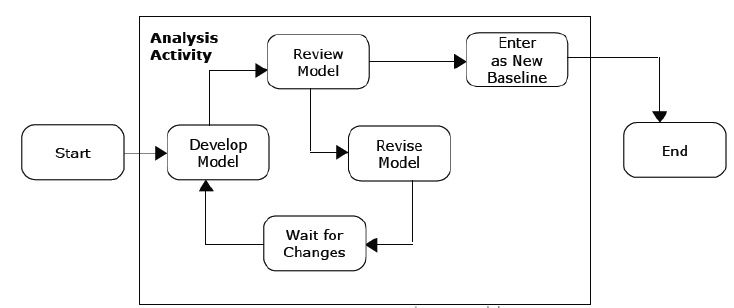 Analysis
Activity
Review
Model
Enter
as New
Baseline
Start
Develop
Model
Revise
Model
End
Wait for
Changes